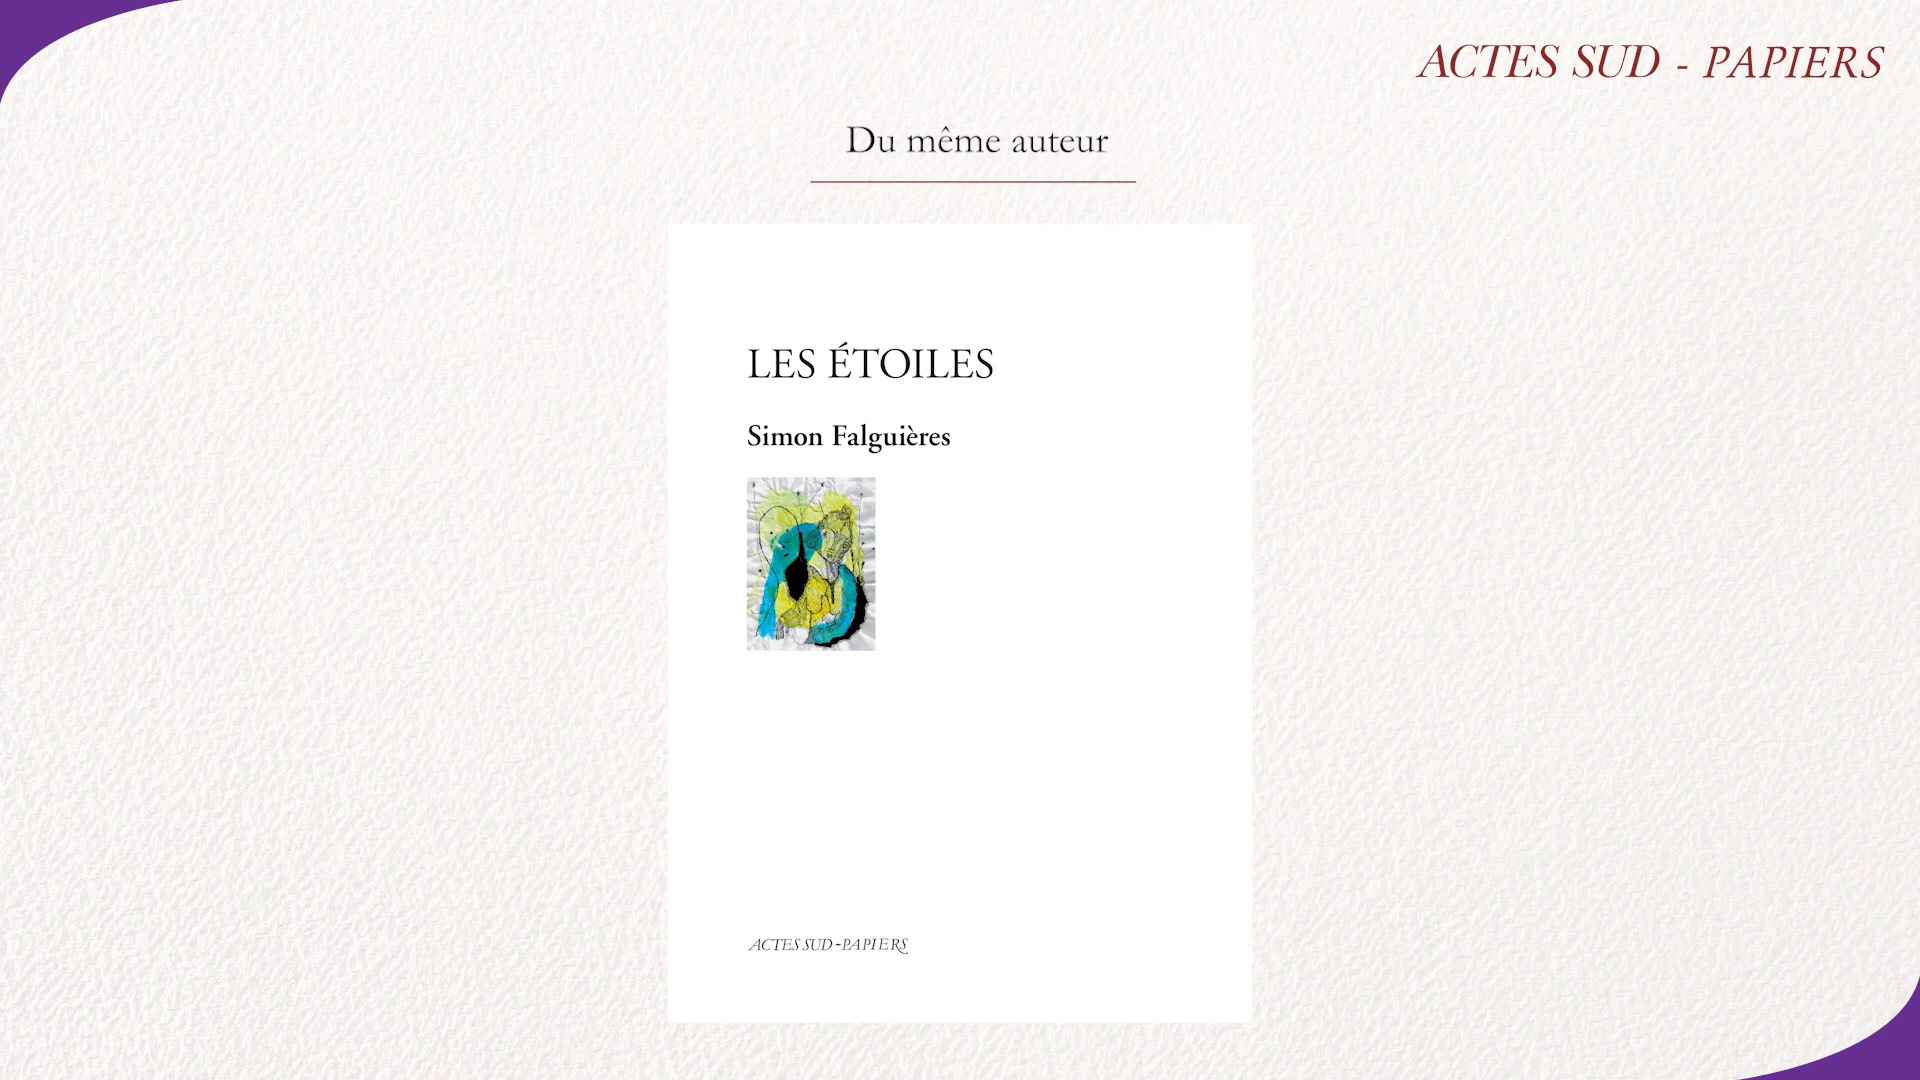 ACTES SUD - PAPIERS
Du même auteur
LES ÉTOILES
Simon Falguières
ACTES SUD-PAPIERS